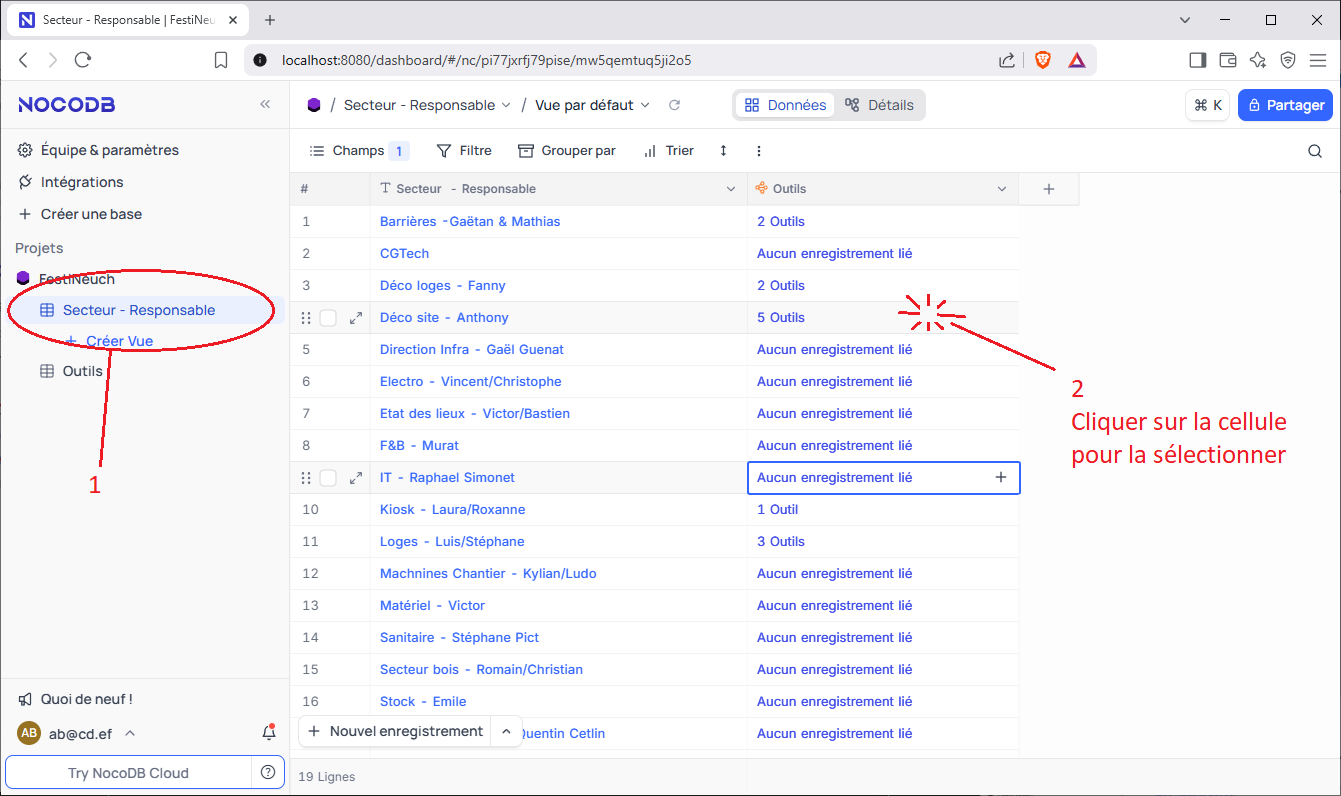 Secteur - Responsable | FestiNeu
localhost:8080/dashboard/#/nc/pi77jxrfj79pise/mw5qemtuq5ji2o5
NOCODB
/ Secteur - Responsable / Vue par défaut
Données
Détails
⌘ K
Partager
Équipe & paramètres
Intégrations
Créer une base
Projets
FestiNeuch
Secteur - Responsable
Créer Vue
Outils
1
Champs 1
Filtre
Grouper par
Trier
# Secteur - Responsable Outils
1 Barrières -Gaëtan & Mathias 2 Outils
2 CGTech Aucun enregistrement lié
3 Déco loges - Fanny 2 Outils
Déco site - Anthony 5 Outils
5 Direction Infra - Gaël Guenat Aucun enregistrement lié
6 Electro - Vincent/Christophe Aucun enregistrement lié
7 Etat des lieux - Victor/Bastien Aucun enregistrement lié
8 F&B - Murat Aucun enregistrement lié
IT - Raphael Simonet Aucun enregistrement lié
10 Kiosk - Laura/Roxanne 1 Outil
11 Loges - Luis/Stéphane 3 Outils
12 Machnines Chantier - Kylian/Ludo Aucun enregistrement lié
13 Matériel - Victor Aucun enregistrement lié
14 Sanitaire - Stéphane Pict Aucun enregistrement lié
15 Secteur bois - Romain/Christian Aucun enregistrement lié
16 Stock - Emile Aucun enregistrement lié
Quentin Cetlin Aucun enregistrement lié
Nouvel enregistrement
19 Lignes
2
Cliquer sur la cellule
pour la sélectionner
Quoi de neuf !
AB ab@cd.ef
Try NocoDB Cloud